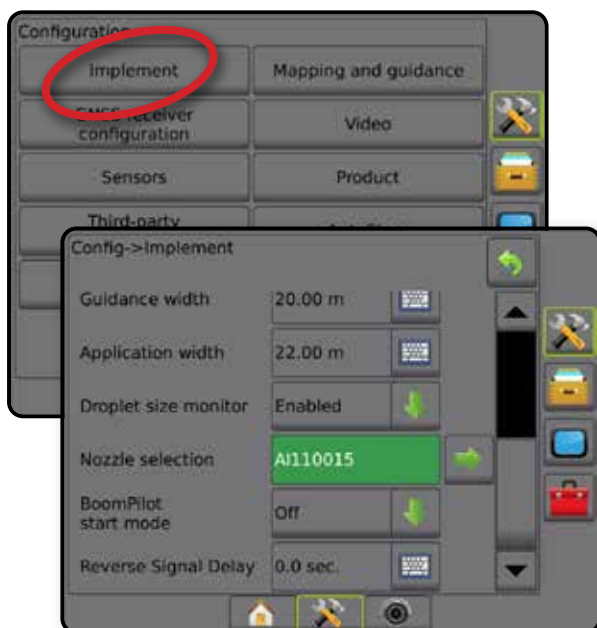 Configuration
Implement
Mapping and guidance
GNSS receiver
configuration
Video
Sensors
Product
Third-party
Config->Implement
Guidance width
20.00 m
Application width
22.00 m
Droplet size monitor
Enabled
Nozzle selection
AI110015
BoomPilot
start mode
Off
Reverse Signal Delay
0.0 sec.